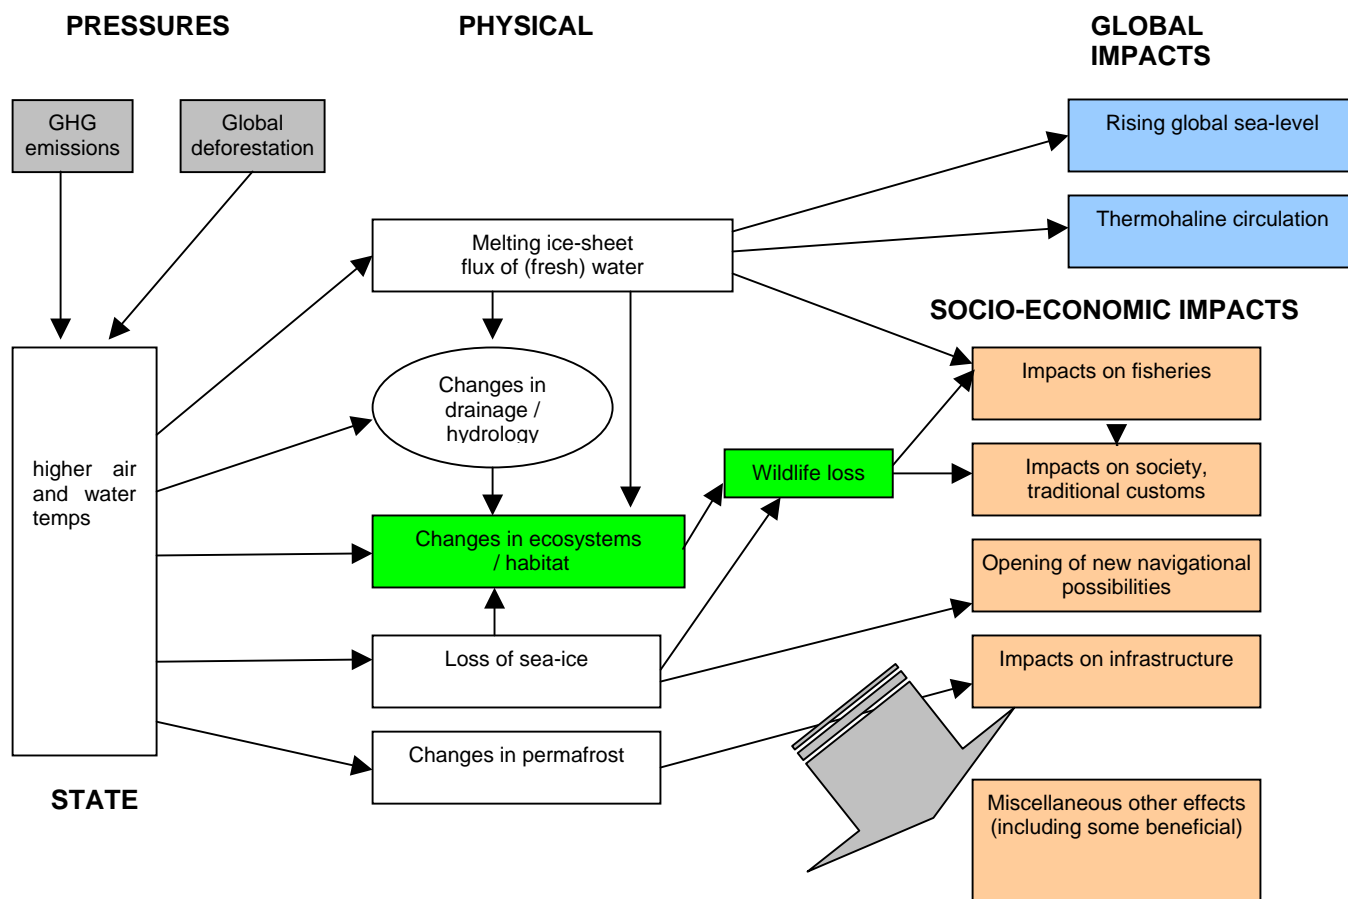 PRESSURES
PHYSICAL
GLOBAL
IMPACTS
GHG
emissions
Global
deforestation
Rising global sea-level
Thermohaline circulation
Melting ice-sheet
flux of (fresh) water
SOCIO-ECONOMIC IMPACTS
Changes in
drainage /
hydrology
Impacts on fisheries
higher air
and water
temps
Wildlife loss
Impacts on society,
traditional customs
Changes in ecosystems
/ habitat
Opening of new navigational
possibilities
Loss of sea-ice
Impacts on infrastructure
Changes in permafrost
STATE
Miscellaneous other effects
(including some beneficial)